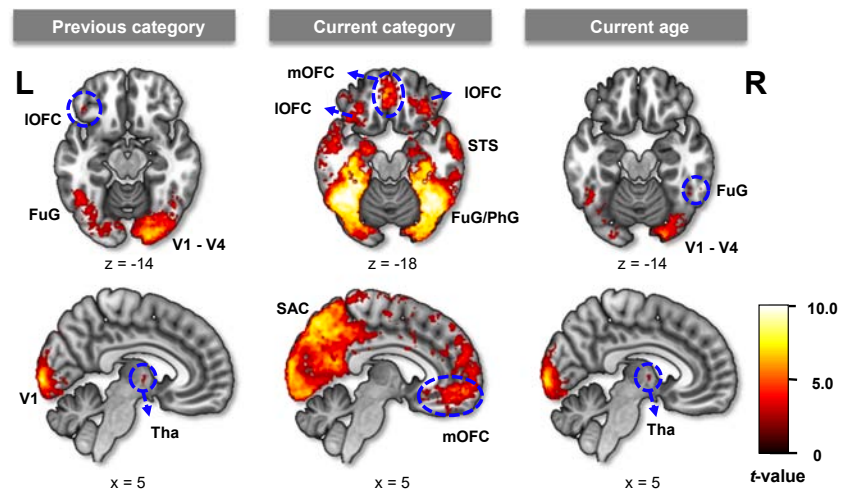 Previous category
Current category
Current age
L
R
lOFC
FuG
V1 - V4
z = -14
mOFC
lOFC
lOFC
STS
FuG/PhG
z = -18
FuG
V1 - V4
z = -14
V1
Tha
x = 5
SAC
mOFC
x = 5
Tha
x = 5
10.0
5.0
0
t-value